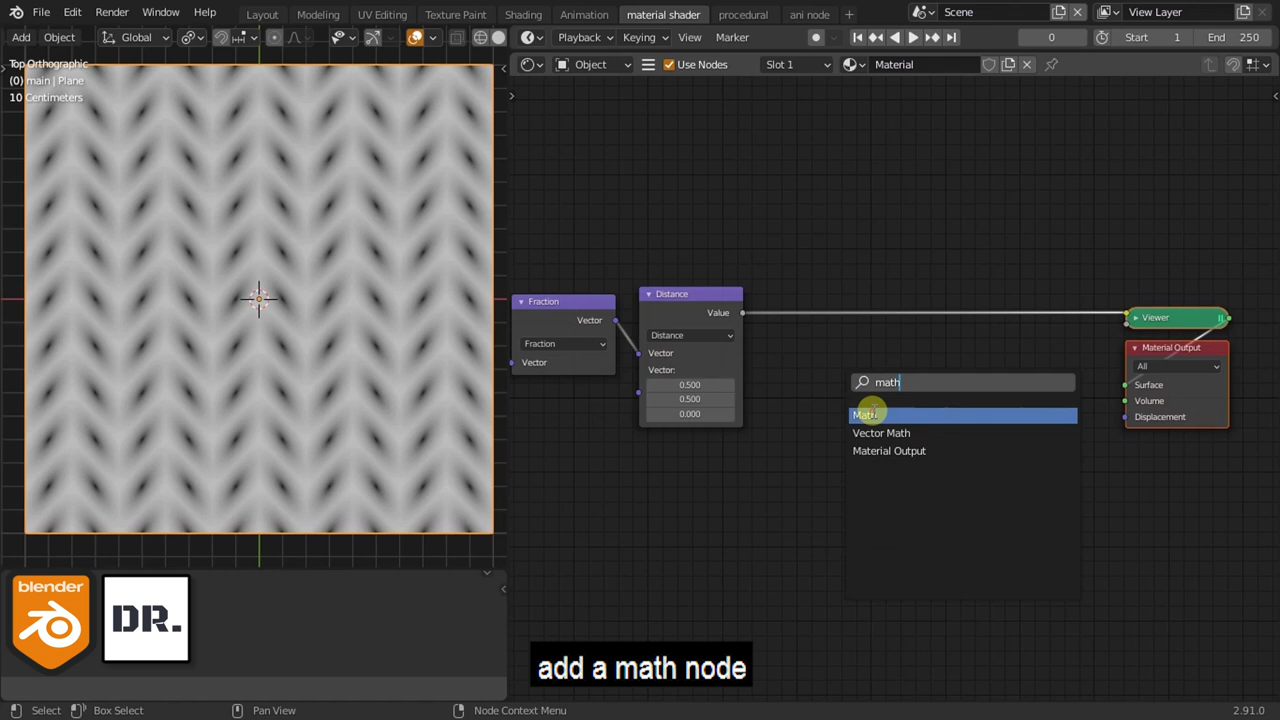 File Edit Render Window Help Layout Modeling UV Editing Texture Paint Shading Animation material shader procedural ani node Scene View Layer
Add Object Global Playback Keying View Marker 0 Start 1 End 250
Top Orthographic
(0) main | Plane
10 Centimeters
Object Use Nodes Slot 1 Material
Fraction
Vector
Fraction
Vector
Distance
Value
Distance
Vector
Vector:
0.500
0.500
0.000
math
Math
Vector Math
Material Output
Viewer
Material Output
All
Surface
Volume
Displacement
blender
DR.
add a math node
Select Box Select Pan View Node Context Menu 2.91.0